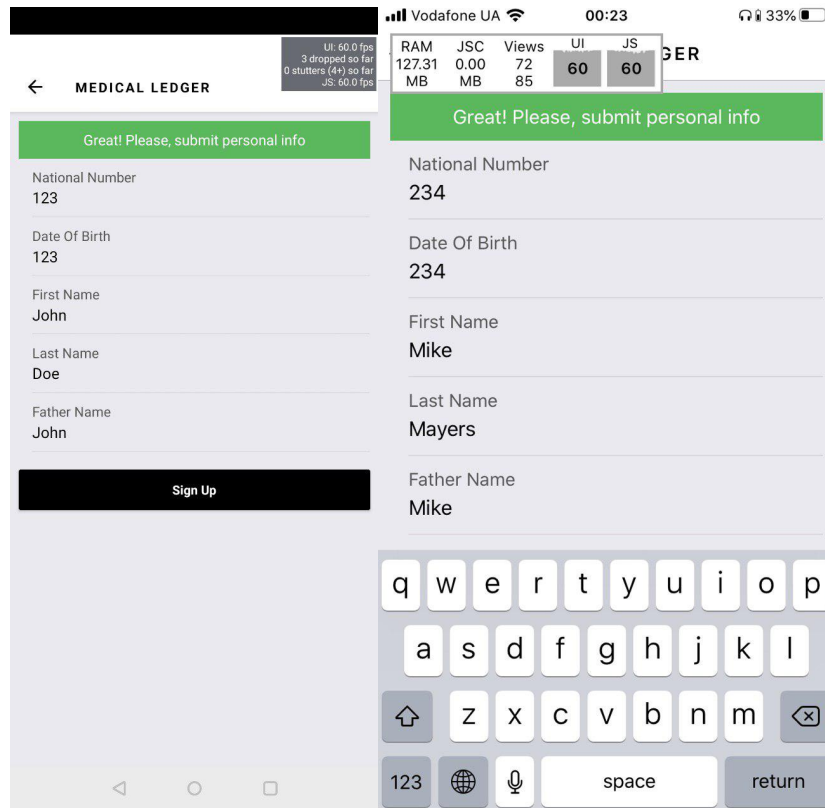 UI: 60.0 fps
3 dropped so far
0 stutters (4+) so far
JS: 60.0 fps
MEDICAL LEDGER
Great! Please, submit personal info
National Number
123
Date Of Birth
123
First Name
John
Last Name
Doe
Father Name
John
Sign Up
Vodafone UA 00:23 33%
RAM JSC Views UI JS
127.31 0.00 72 60 60
MB MB 85
GER
Great! Please, submit personal info
National Number
234
Date Of Birth
234
First Name
Mike
Last Name
Mayers
Father Name
Mike
q w e r t y u i o p
a s d f g h j k l
z x c v b n m
123 space return